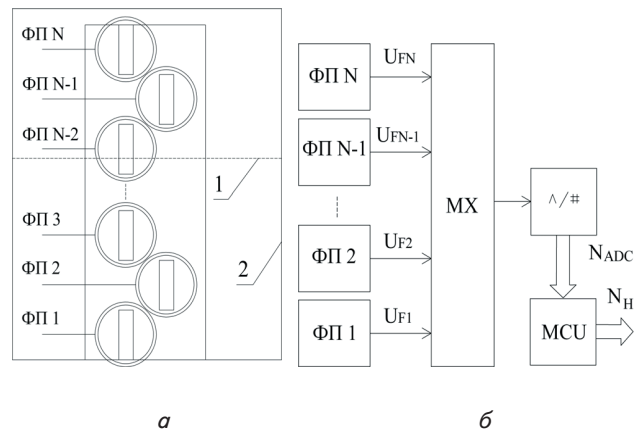 ФП N
ФП N-1
ФП N-2
1
ФП 3
2
ФП 2
ФП 1
а
ФП N
UFN
ФП N-1
UFN-1
ФП 2
UF2
ФП 1
UF1
MX
^/#
NADC
MCU
NH
б